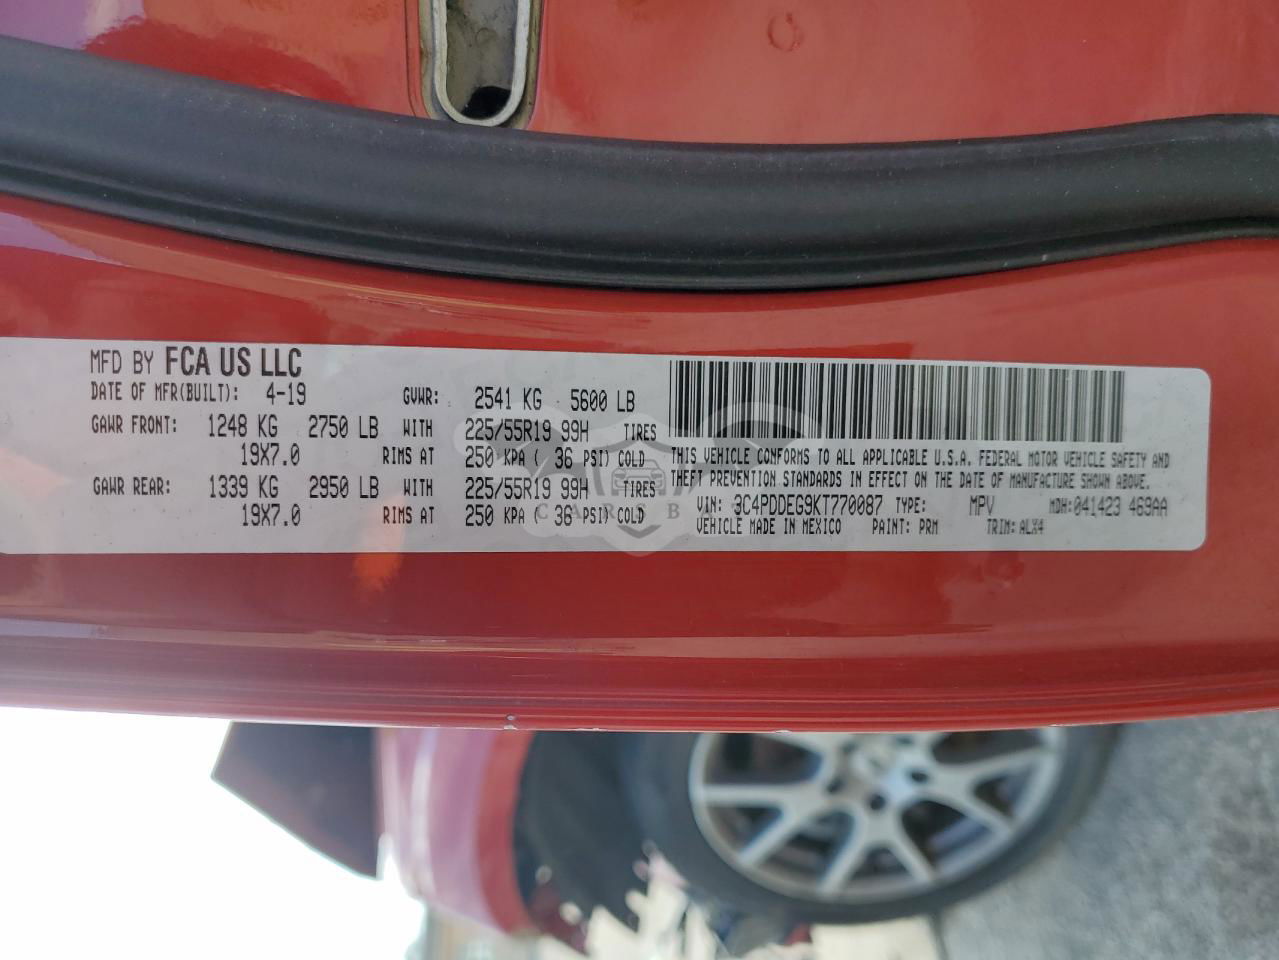 MFD BY FCA US LLC
DATE OF MFR(BUILT): 4-19 GVWR: 2541 KG 5600 LB
GAWR FRONT: 1248 KG 2750 LB WITH 225/55R19 99H TIRES
19X7.0 RIMS AT 250 KPA ( 36 PSI) COLD
GAWR REAR: 1339 KG 2950 LB WITH 225/55R19 99H TIRES
19X7.0 RIMS AT 250 KPA ( 36 PSI) COLD
THIS VEHICLE CONFORMS TO ALL APPLICABLE U.S.A. FEDERAL MOTOR VEHICLE SAFETY AND
THEFT PREVENTION STANDARDS IN EFFECT ON THE DATE OF MANUFACTURE SHOWN ABOVE.
VIN: 3C4PDDEG9KT770087 TYPE: MPV MDH:041423 469AA
VEHICLE MADE IN MEXICO PAINT: PRM TRIM: ALX4